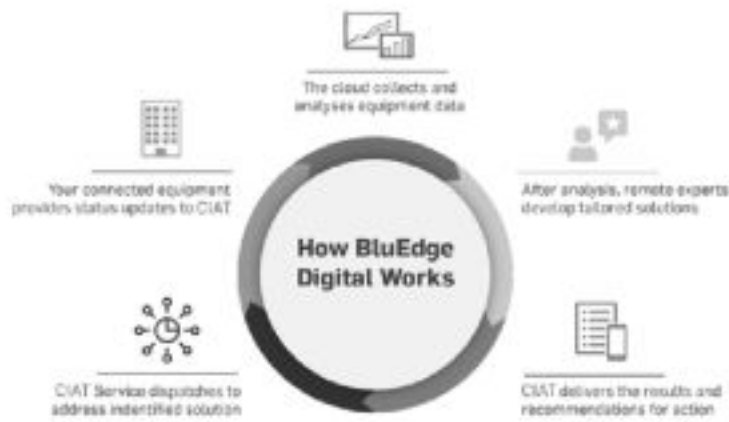 The cloud collects and
analyses equipment data
Your connected equipment
provides status updates to CIAT
After analysis, remote experts
develop tailored solutions
How BluEdge
Digital Works
CIAT Service dispatches to
address indentified solution
CIAT delivers the results and
recommendations for action